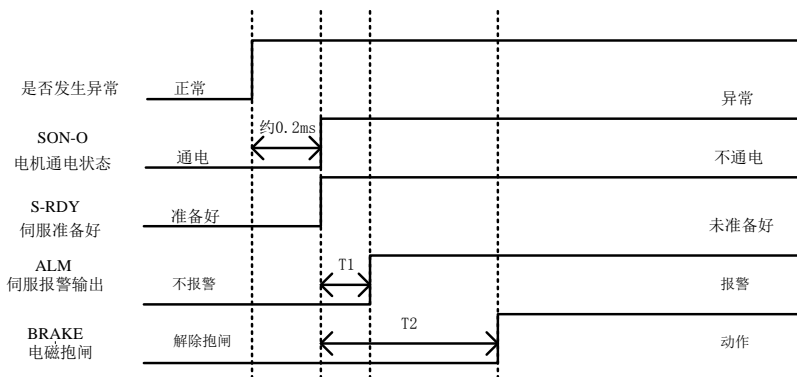 是否发生异常 正常 异常
约0.2ms
SON-O
电机通电状态 通电 不通电
S-RDY
伺服准备好 准备好 未准备好
ALM T1
伺服报警输出 不报警 报警
BRAKE T2
电磁抱闸 解除抱闸 动作